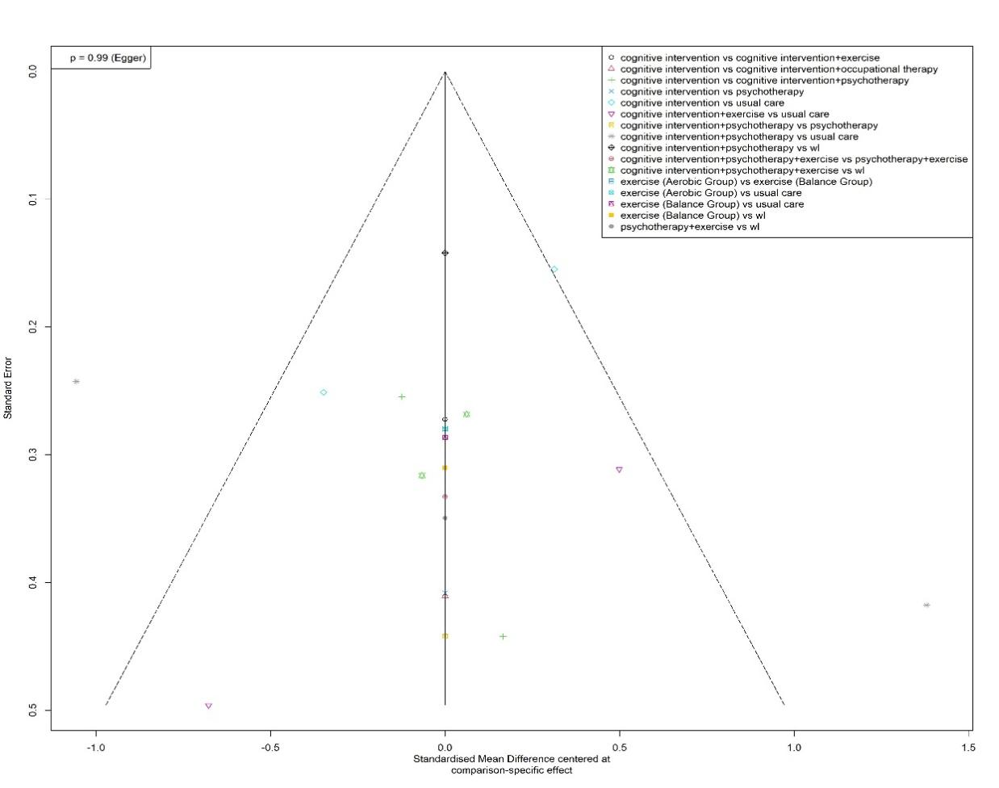 p = 0.99 (Egger)
cognitive intervention vs cognitive intervention+exercise
cognitive intervention vs cognitive intervention+occupational therapy
cognitive intervention vs cognitive intervention+psychotherapy
cognitive intervention vs psychotherapy
cognitive intervention vs usual care
cognitive intervention+exercise vs usual care
cognitive intervention+psychotherapy vs psychotherapy
cognitive intervention+psychotherapy vs usual care
cognitive intervention+psychotherapy vs wl
cognitive intervention+psychotherapy+exercise vs psychotherapy+exercise
cognitive intervention+psychotherapy+exercise vs wl
exercise (Aerobic Group) vs exercise (Balance Group)
exercise (Aerobic Group) vs usual care
exercise (Balance Group) vs usual care
exercise (Balance Group) vs wl
psychotherapy+exercise vs wl
0.0
0.1
0.2
0.3
0.4
0.5
Standard Error
-1.0
-0.5
0.0
0.5
1.0
1.5
Standardised Mean Difference centered at
comparison-specific effect